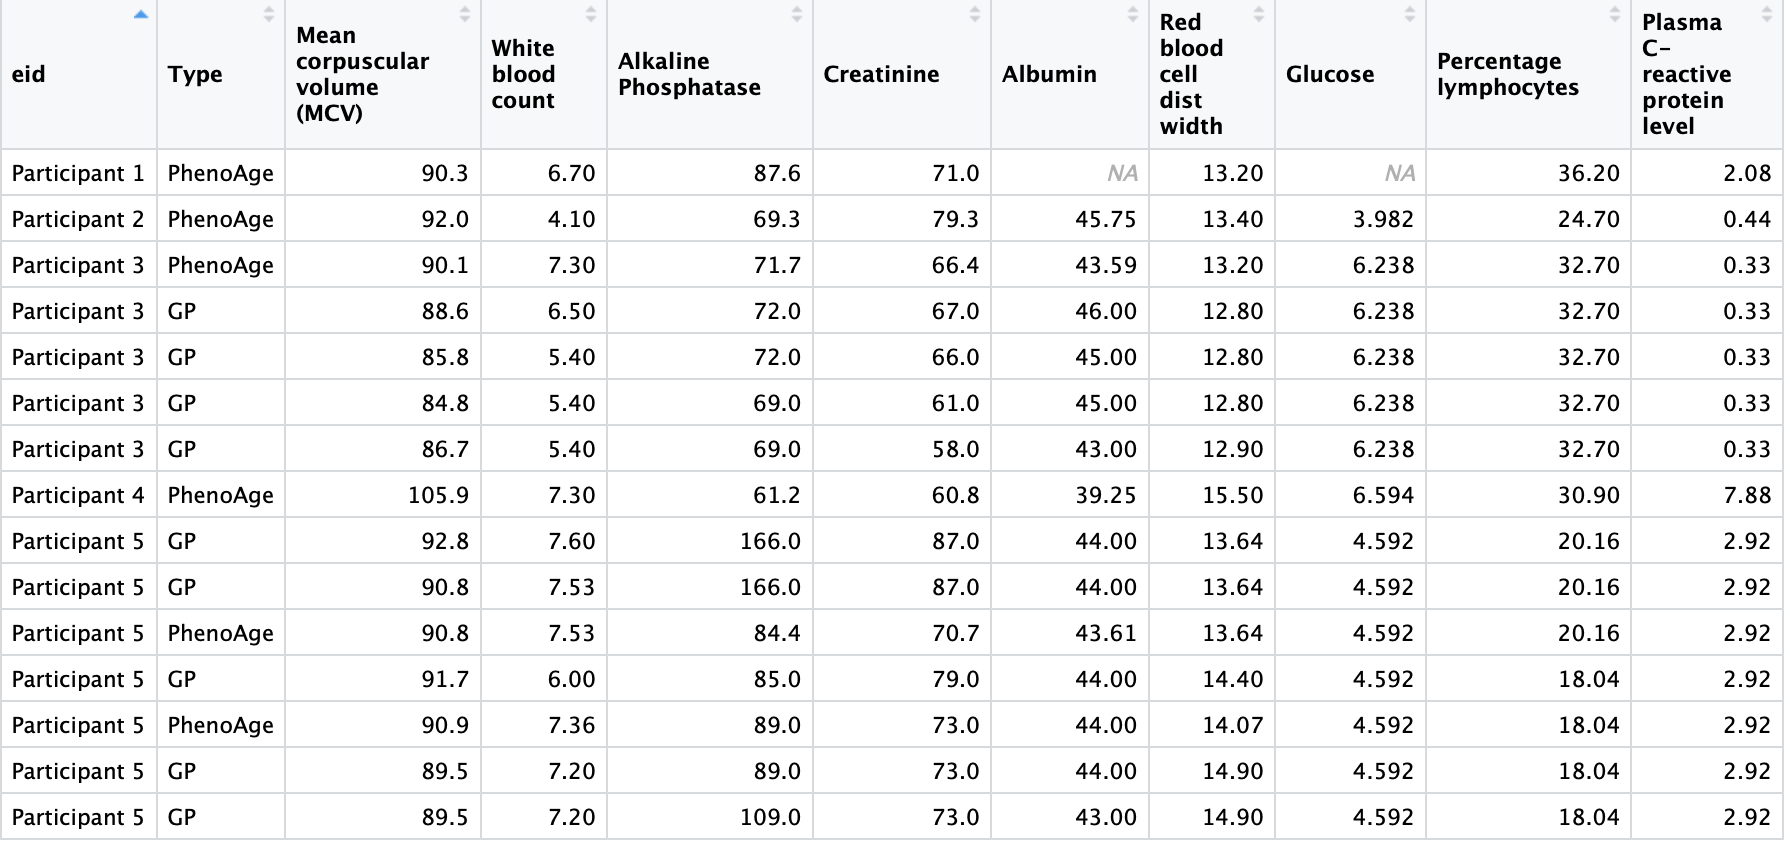 eid Type Mean corpuscular volume (MCV) White blood count Alkaline Phosphatase Creatinine Albumin Red blood cell dist width Glucose Percentage lymphocytes Plasma C-reactive protein level
Participant 1 PhenoAge 90.3 6.70 87.6 71.0 NA 13.20 NA 36.20 2.08
Participant 2 PhenoAge 92.0 4.10 69.3 79.3 45.75 13.40 3.982 24.70 0.44
Participant 3 PhenoAge 90.1 7.30 71.7 66.4 43.59 13.20 6.238 32.70 0.33
Participant 3 GP 88.6 6.50 72.0 67.0 46.00 12.80 6.238 32.70 0.33
Participant 3 GP 85.8 5.40 72.0 66.0 45.00 12.80 6.238 32.70 0.33
Participant 3 GP 84.8 5.40 69.0 61.0 45.00 12.80 6.238 32.70 0.33
Participant 3 GP 86.7 5.40 69.0 58.0 43.00 12.90 6.238 32.70 0.33
Participant 4 PhenoAge 105.9 7.30 61.2 60.8 39.25 15.50 6.594 30.90 7.88
Participant 5 GP 92.8 7.60 166.0 87.0 44.00 13.64 4.592 20.16 2.92
Participant 5 GP 90.8 7.53 166.0 87.0 44.00 13.64 4.592 20.16 2.92
Participant 5 PhenoAge 90.8 7.53 84.4 70.7 43.61 13.64 4.592 20.16 2.92
Participant 5 GP 91.7 6.00 85.0 79.0 44.00 14.40 4.592 18.04 2.92
Participant 5 PhenoAge 90.9 7.36 89.0 73.0 44.00 14.07 4.592 18.04 2.92
Participant 5 GP 89.5 7.20 89.0 73.0 44.00 14.90 4.592 18.04 2.92
Participant 5 GP 89.5 7.20 109.0 73.0 43.00 14.90 4.592 18.04 2.92